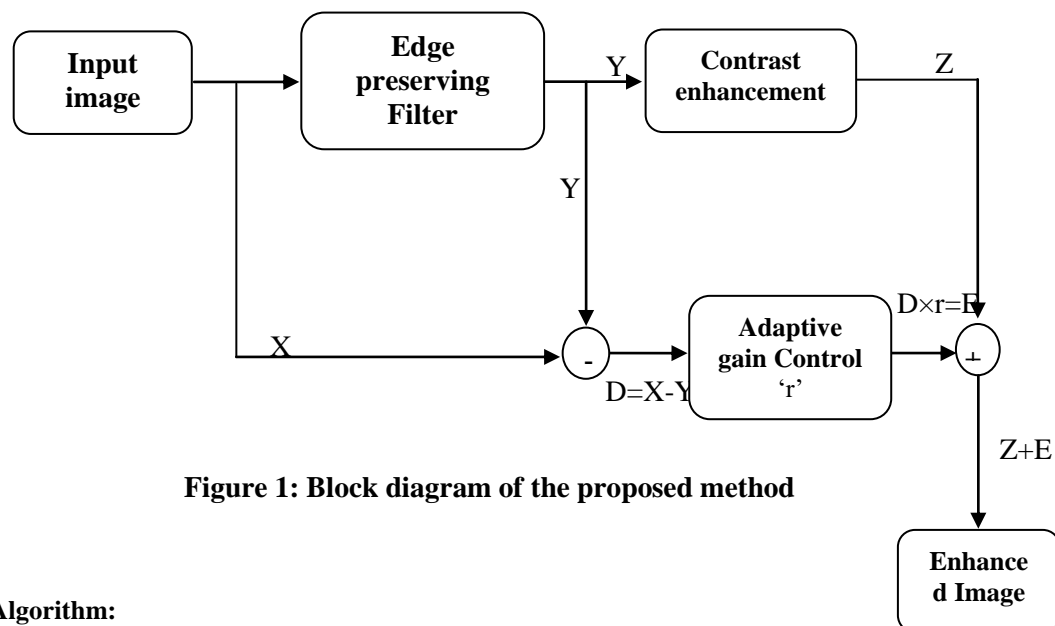 Input
image
Edge
preserving
Filter
Y
Contrast
enhancement
Z
Y
X
-
D=X-Y
Adaptive
gain Control
‘r’
D×r=E
+
Z+E
Figure 1: Block diagram of the proposed method
Enhance
d Image
Algorithm: